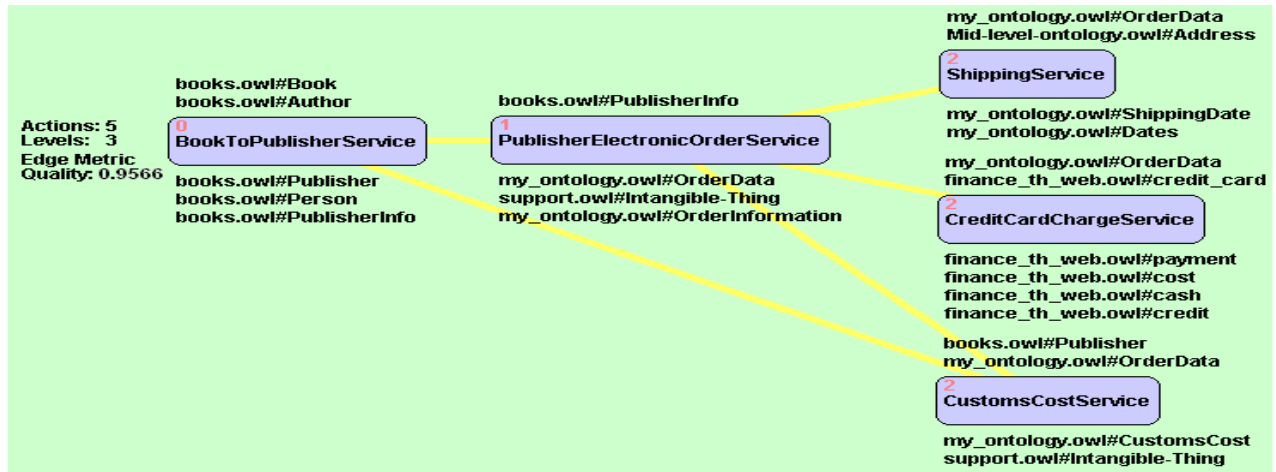 Actions: 5
Levels: 3
Edge Metric
Quality: 0.9566
books.owl#Book
books.owl#Author
0
BookToPublisherService
books.owl#Publisher
books.owl#Person
books.owl#PublisherInfo
books.owl#PublisherInfo
1
PublisherElectronicOrderService
my_ontology.owl#OrderData
support.owl#Intangible-Thing
my_ontology.owl#OrderInformation
my_ontology.owl#OrderData
Mid-level-ontology.owl#Address
2
ShippingService
my_ontology.owl#ShippingDate
my_ontology.owl#Dates
my_ontology.owl#OrderData
finance_th_web.owl#credit_card
2
CreditCardChargeService
finance_th_web.owl#payment
finance_th_web.owl#cost
finance_th_web.owl#cash
finance_th_web.owl#credit
books.owl#Publisher
my_ontology.owl#OrderData
2
CustomsCostService
my_ontology.owl#CustomsCost
support.owl#Intangible-Thing